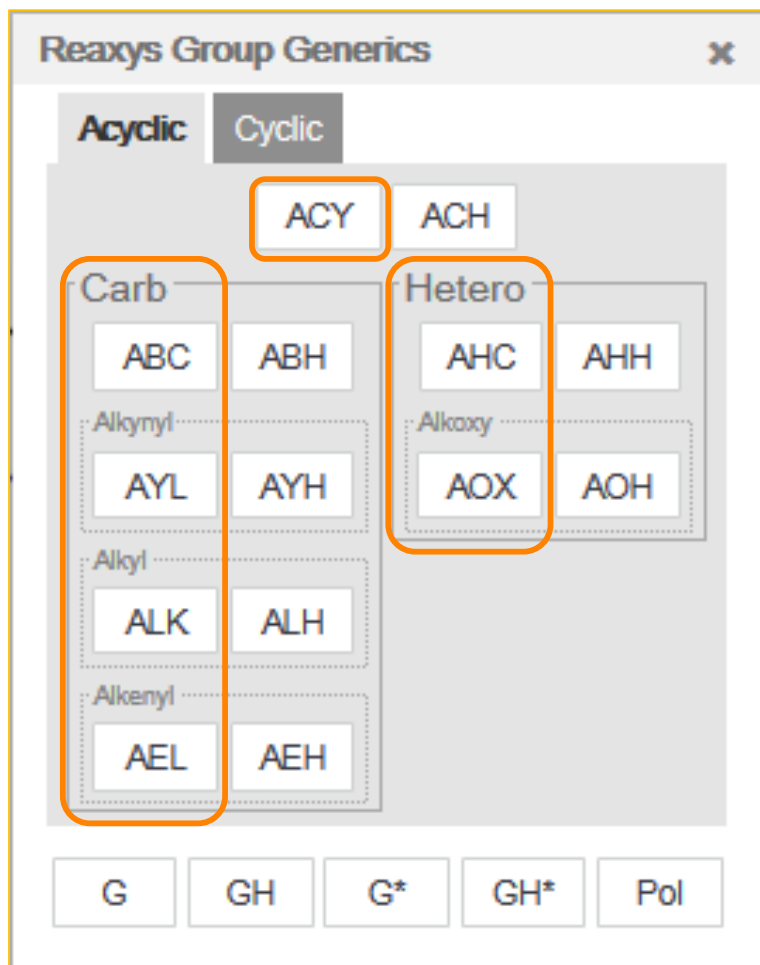 Reaxys Group Generics ×
Acyclic Cyclic
ACY ACH
Carb Hetero
ABC ABH AHC AHH
Alkynyl Alkoxy
AYL AYH AOX AOH
Alkyl
ALK ALH
Alkenyl
AEL AEH
G GH G* GH* Pol